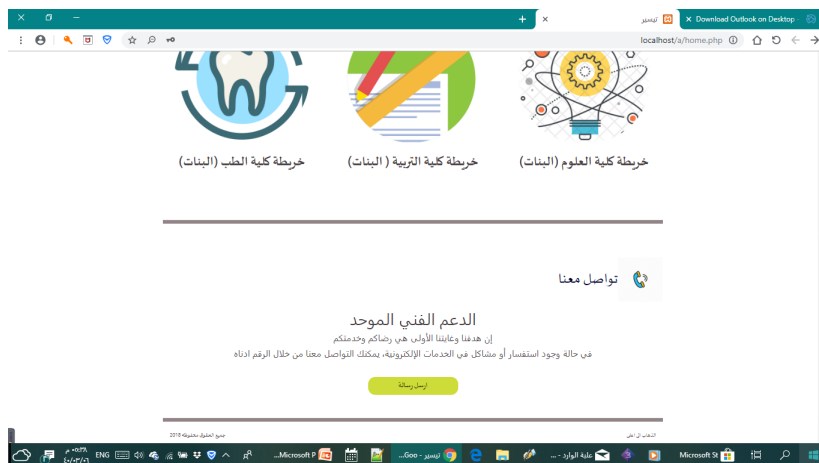 تيسير
Download Outlook on Desktop
localhost/a/home.php
خريطة كلية العلوم (البنات)
خريطة كلية التربية ( البنات)
خريطة كلية الطب (البنات)
تواصل معنا
الدعم الفني الموحد
إن هدفنا وغايتنا الأولى هي رضاكم وخدمتكم
في حالة وجود استفسار أو مشاكل في الخدمات الإلكترونية، يمكنك التواصل معنا من خلال الرقم ادناه
ارسل رسالة
الذهاب الى اعلى
جميع الحقوق محفوظة 2018
Microsoft St
علبة الوارد - ...
تيسير - Goo...
Microsoft P...
ENG